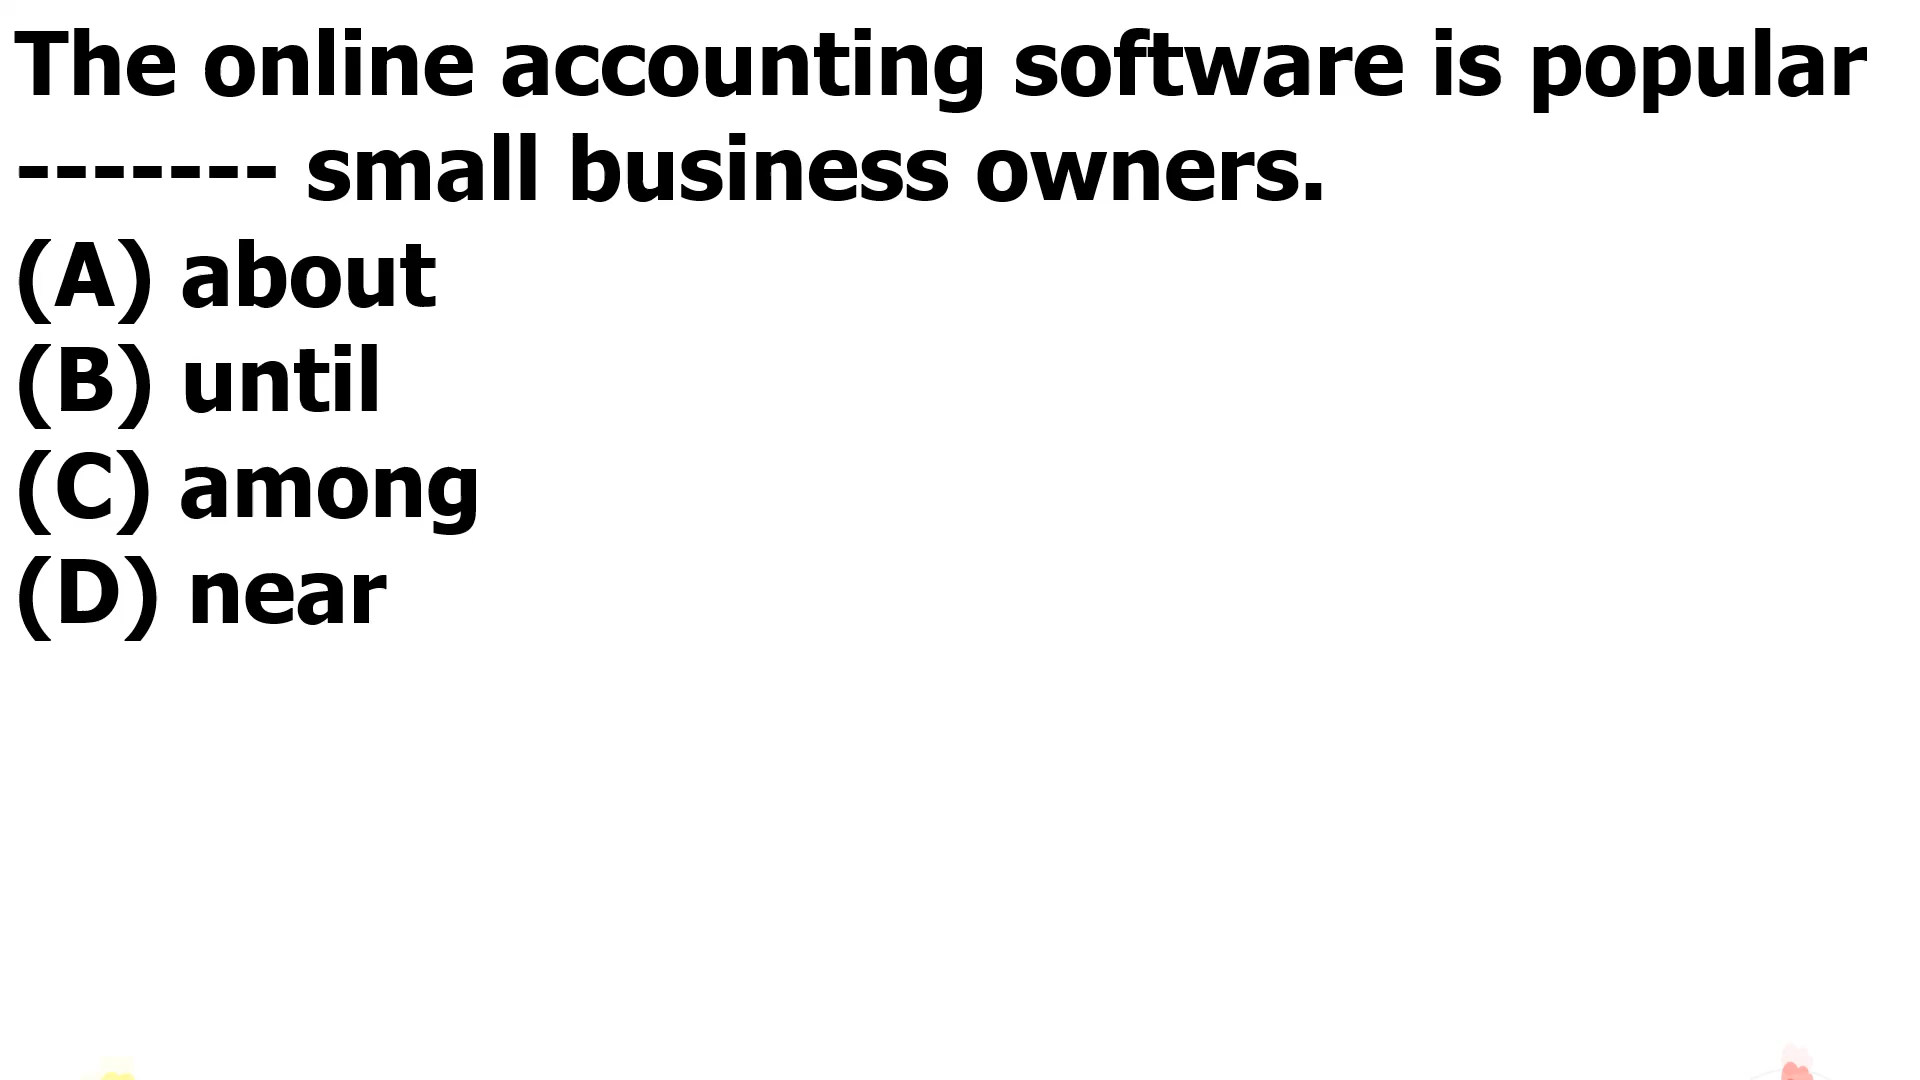 The online accounting software is popular
------- small business owners.
(A) about
(B) until
(C) among
(D) near